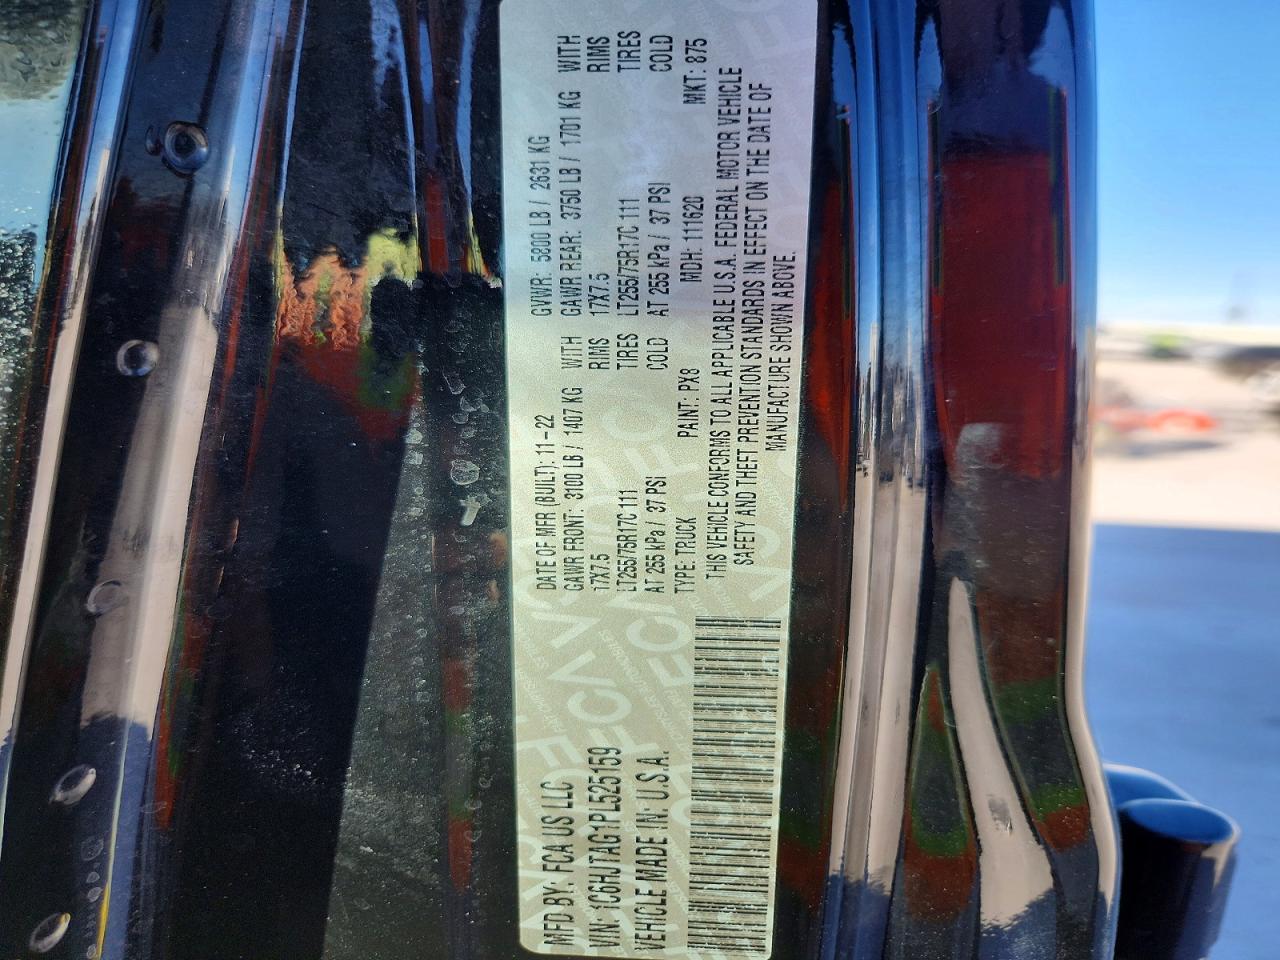 MFD BY: FCA US LLC
DATE OF MFR (BUILT): 11-22
GVWR: 5800 LB / 2631 KG
VIN: 1C6HJTAG1PL525159
GAWR FRONT: 3100 LB / 1407 KG WITH
GAWR REAR: 3750 LB / 1701 KG WITH
VEHICLE MADE IN: U.S.A.
17X7.5 RIMS
17X7.5 RIMS
LT255/75R17C 111 TIRES
LT255/75R17C 111 TIRES
AT 255 kPa / 37 PSI COLD
AT 255 kPa / 37 PSI COLD
TYPE: TRUCK PAINT: PX8 MDH: 111620 MKT: 875
THIS VEHICLE CONFORMS TO ALL APPLICABLE U.S.A. FEDERAL MOTOR VEHICLE
SAFETY AND THEFT PREVENTION STANDARDS IN EFFECT ON THE DATE OF
MANUFACTURE SHOWN ABOVE.